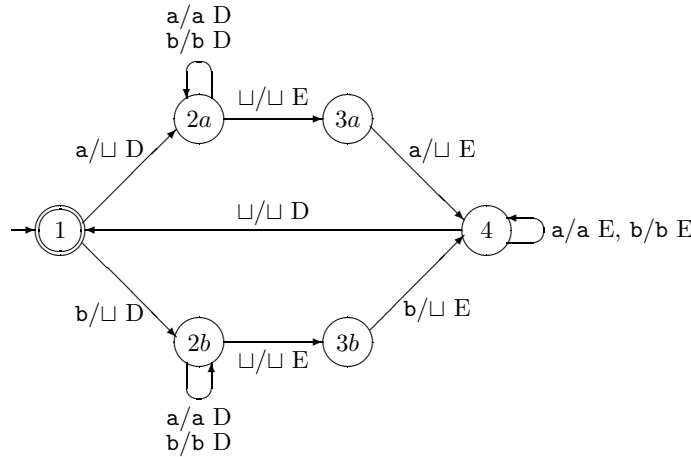 a/a D
b/b D
2a
⊔/⊔ E
3a
a/⊔ D
a/⊔ E
1
⊔/⊔ D
4
a/a E, b/b E
b/⊔ D
b/⊔ E
2b
⊔/⊔ E
3b
a/a D
b/b D